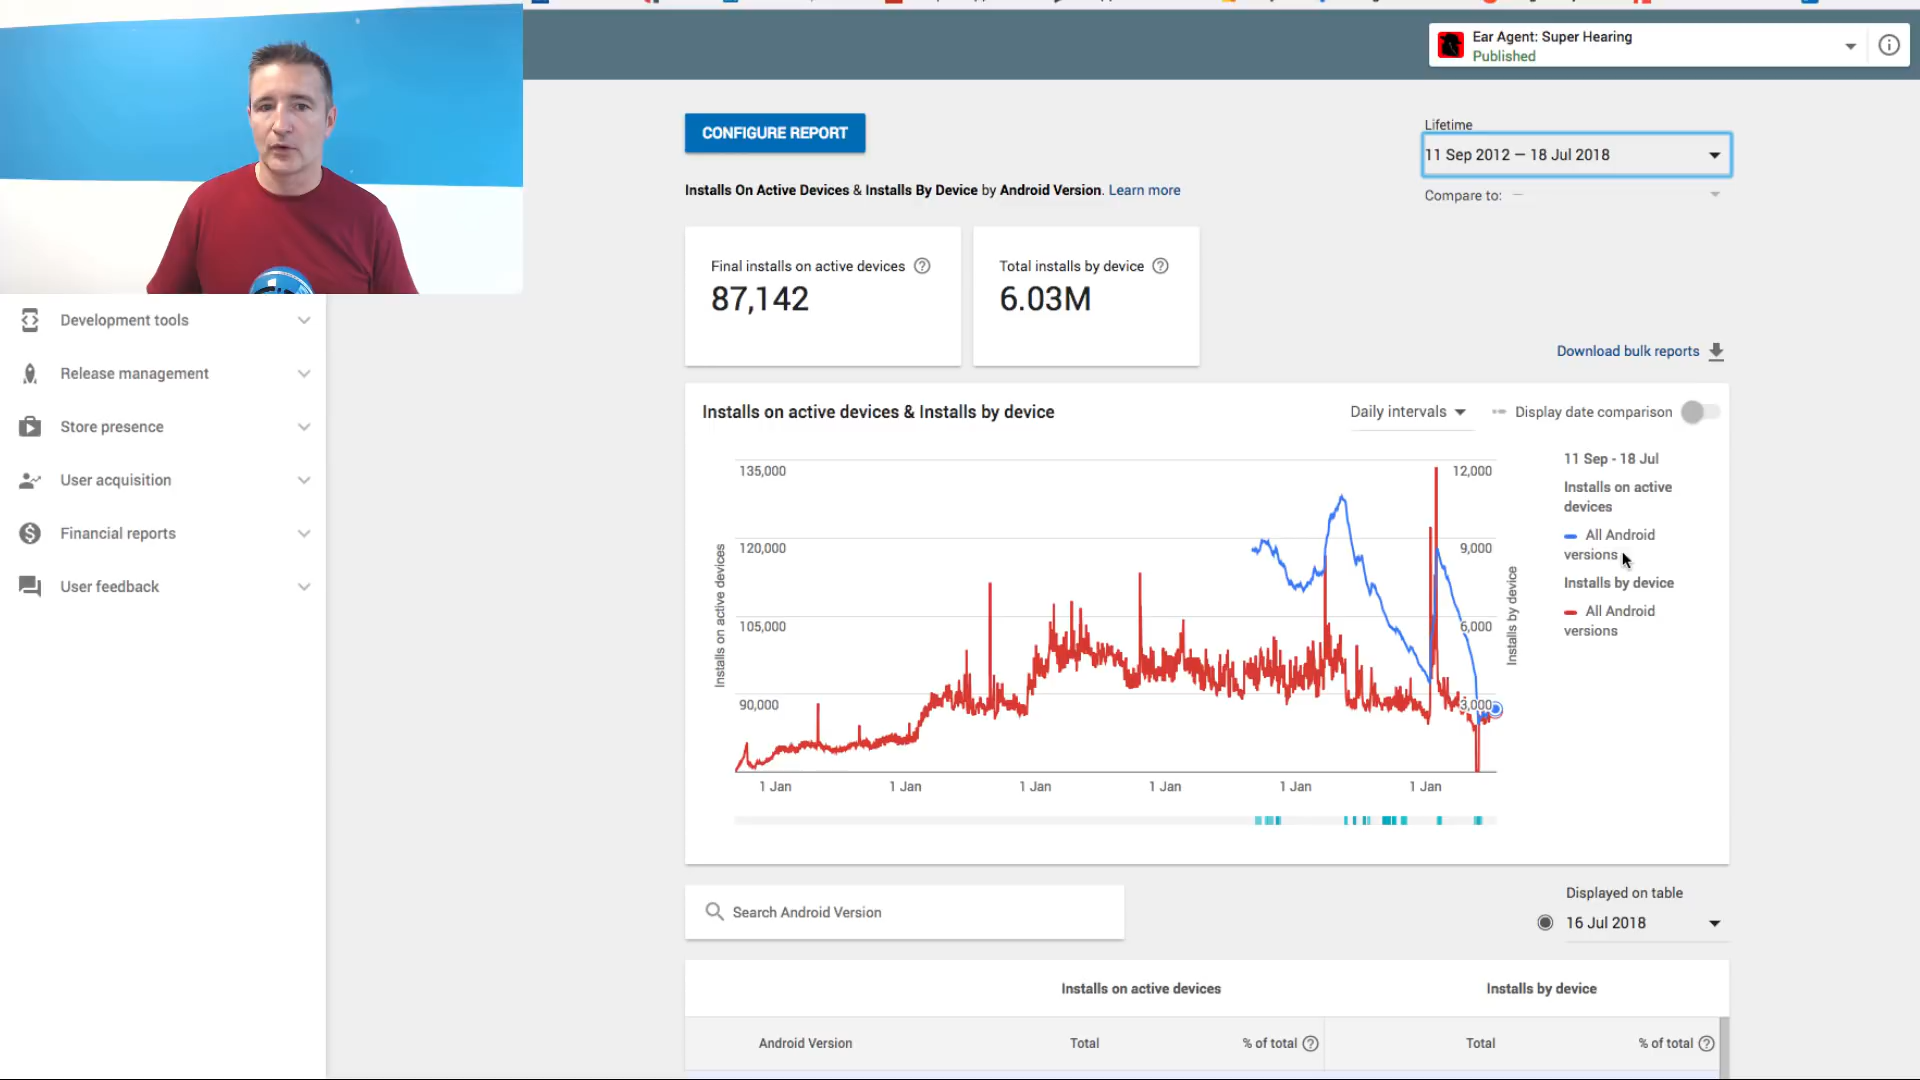 Ear Agent: Super Hearing
Published
CONFIGURE REPORT
Lifetime
11 Sep 2012 – 18 Jul 2018
Installs On Active Devices & Installs By Device by Android Version. Learn more
Compare to: –
Final installs on active devices
87,142
Total installs by device
6.03M
Development tools
Release management
Store presence
User acquisition
Financial reports
User feedback
Download bulk reports
Installs on active devices & Installs by device
Daily intervals
Display date comparison
135,000
120,000
105,000
90,000
Installs on active devices
12,000
9,000
6,000
3,000
Installs by device
1 Jan
1 Jan
1 Jan
1 Jan
1 Jan
1 Jan
11 Sep - 18 Jul
Installs on active
devices
All Android
versions
Installs by device
All Android
versions
Search Android Version
Displayed on table
16 Jul 2018
Installs on active devices
Installs by device
Android Version
Total
% of total
Total
% of total